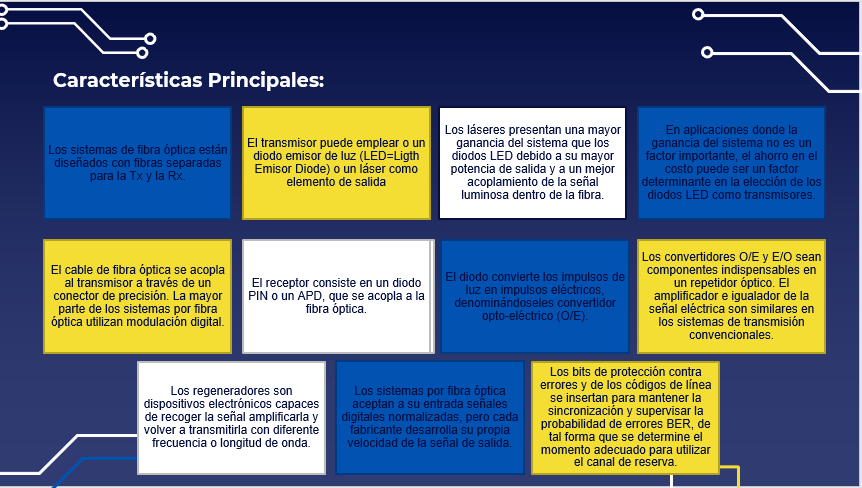 Características Principales:
Los sistemas de fibra óptica están
diseñados con fibras separadas
para la Tx y la Rx.
El transmisor puede emplear o un
diodo emisor de luz (LED=Ligth
Emisor Diode) o un láser como
elemento de salida
Los láseres presentan una mayor
ganancia del sistema que los
diodos LED debido a su mayor
potencia de salida y a un mejor
acoplamiento de la señal
luminosa dentro de la fibra.
En aplicaciones donde la
ganancia del sistema no es un
factor importante, el ahorro en el
costo puede ser un factor
determinante en la elección de los
diodos LED como transmisores.
El cable de fibra óptica se acopla
al transmisor a través de un
conector de precisión. La mayor
parte de los sistemas por fibra
óptica utilizan modulación digital.
El receptor consiste en un diodo
PIN o un APD, que se acopla a la
fibra óptica.
El diodo convierte los impulsos de
luz en impulsos eléctricos,
denominándoseles convertidor
opto-eléctrico (O/E).
Los convertidores O/E y E/O sean
componentes indispensables en
un repetidor óptico. El
amplificador e igualador de la
señal eléctrica son similares en
los sistemas de transmisión
convencionales.
Los regeneradores son
dispositivos electrónicos capaces
de recoger la señal amplificarla y
volver a transmitirla con diferente
frecuencia o longitud de onda.
Los sistemas por fibra óptica
aceptan a su entrada señales
digitales normalizadas, pero cada
fabricante desarrolla su propia
velocidad de la señal de salida.
Los bits de protección contra
errores y de los códigos de línea
se insertan para mantener la
sincronización y supervisar la
probabilidad de errores BER, de
tal forma que se determine el
momento adecuado para utilizar
el canal de reserva.